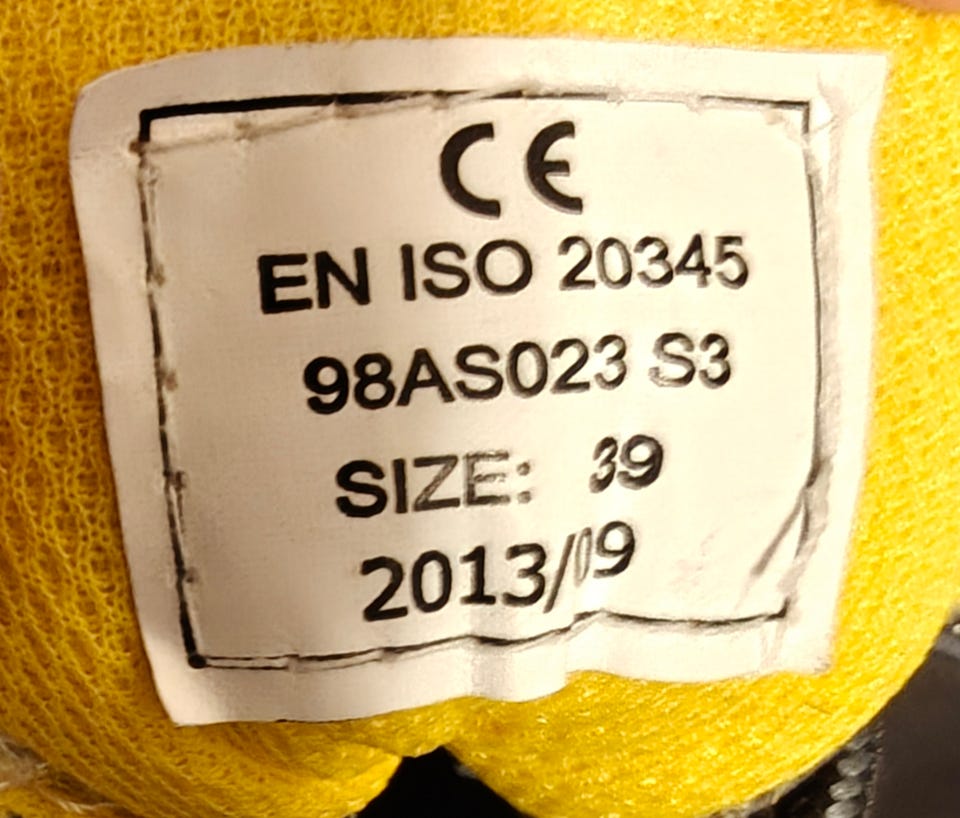 CE
EN ISO 20345
98AS023 S3
SIZE: 39
2013/09